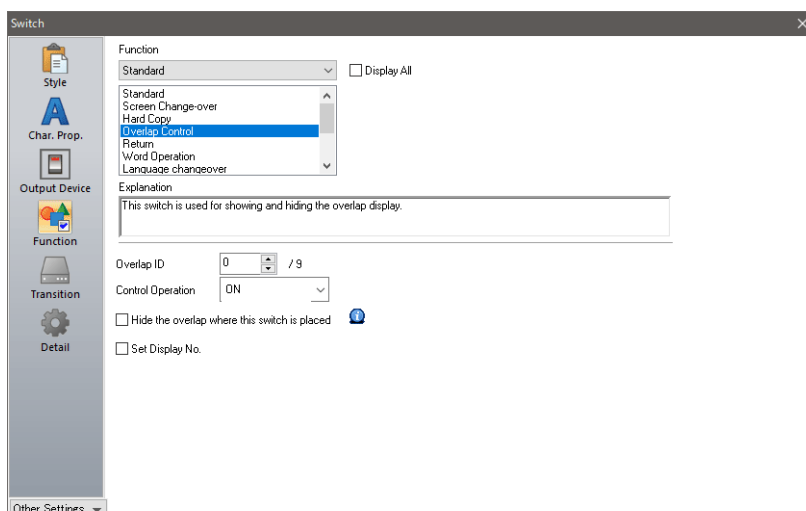 Switch
Style
Char. Prop.
Output Device
Function
Transition
Detail
Other Settings
Function
Standard
Display All
Standard
Screen Change-over
Hard Copy
Overlap Control
Return
Word Operation
Language changeover
Explanation
This switch is used for showing and hiding the overlap display.
Overlap ID 0 / 9
Control Operation ON
Hide the overlap where this switch is placed
Set Display No.